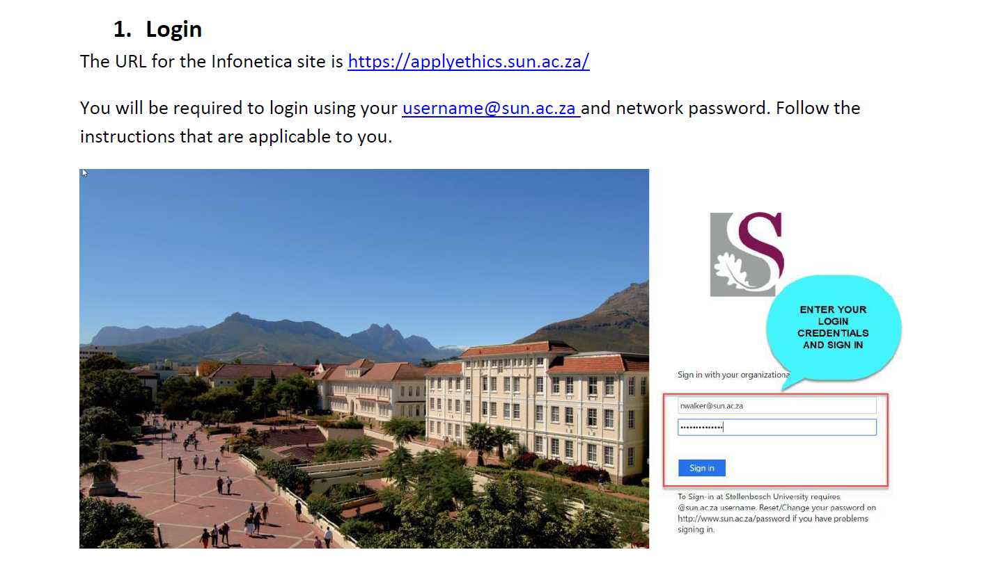 1. Login
The URL for the Infonetica site is https://applyethics.sun.ac.za/
You will be required to login using your username@sun.ac.za and network password. Follow the
instructions that are applicable to you.
ENTER YOUR
LOGIN
CREDENTIALS
AND SIGN IN
Sign in with your organizationa
nwalker@sun.ac.za
••••••••••••••
Sign in
To Sign-in at Stellenbosch University requires
@sun.ac.za username. Reset/Change your password on
http://www.sun.ac.za/password if you have problems
signing in.